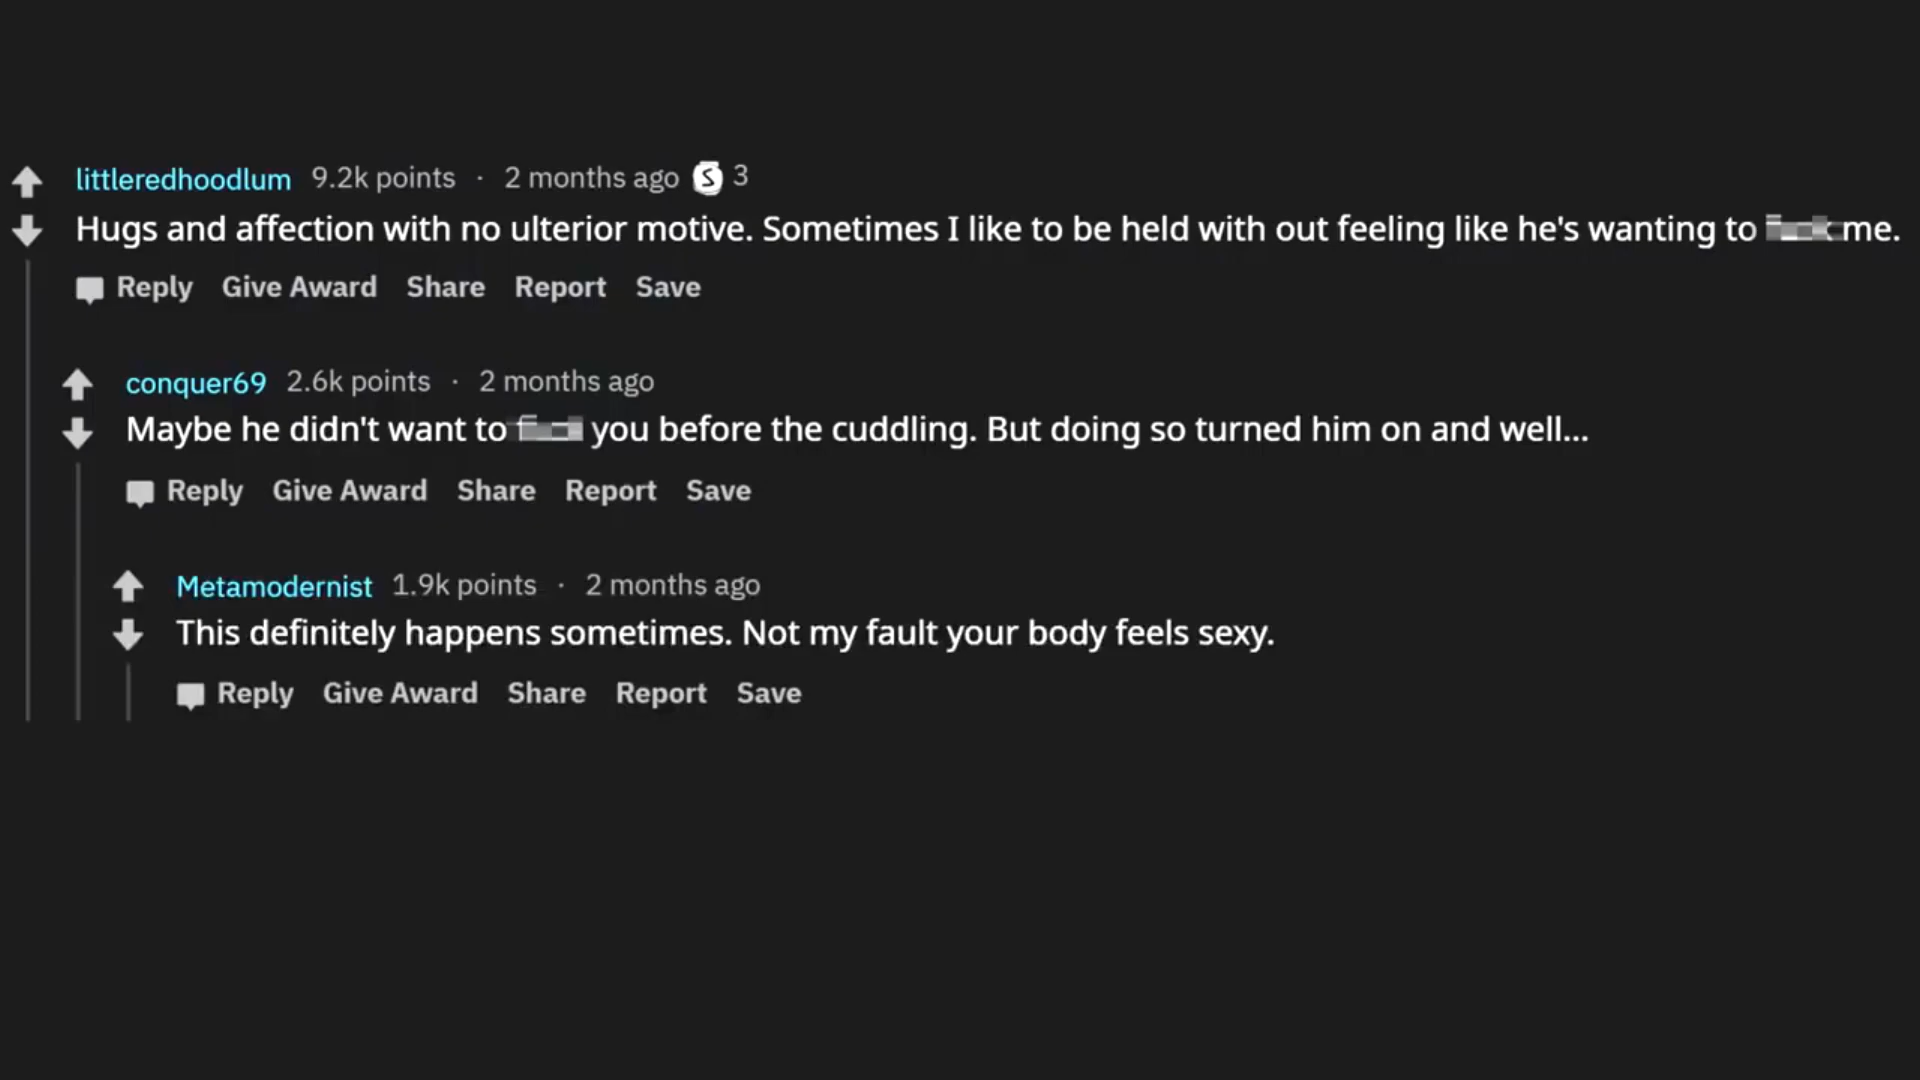 littleredhoodlum 9.2k points · 2 months ago S 3
Hugs and affection with no ulterior motive. Sometimes I like to be held with out feeling like he's wanting to me.
Reply Give Award Share Report Save
conquer69 2.6k points · 2 months ago
Maybe he didn't want to you before the cuddling. But doing so turned him on and well...
Reply Give Award Share Report Save
Metamodernist 1.9k points · 2 months ago
This definitely happens sometimes. Not my fault your body feels sexy.
Reply Give Award Share Report Save